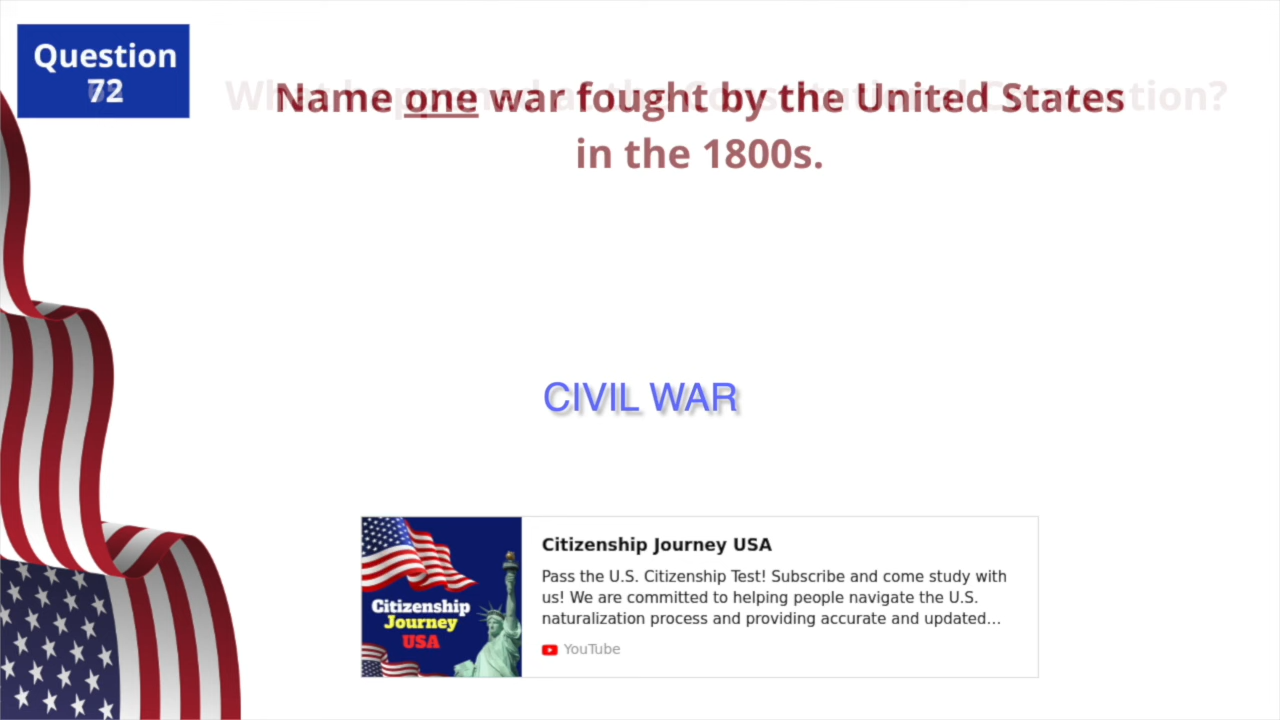 Question
72
Name one war fought by the United States
in the 1800s.
CIVIL WAR
Citizenship
Journey
USA
Citizenship Journey USA
Pass the U.S. Citizenship Test! Subscribe and come study with
us! We are committed to helping people navigate the U.S.
naturalization process and providing accurate and updated...
YouTube